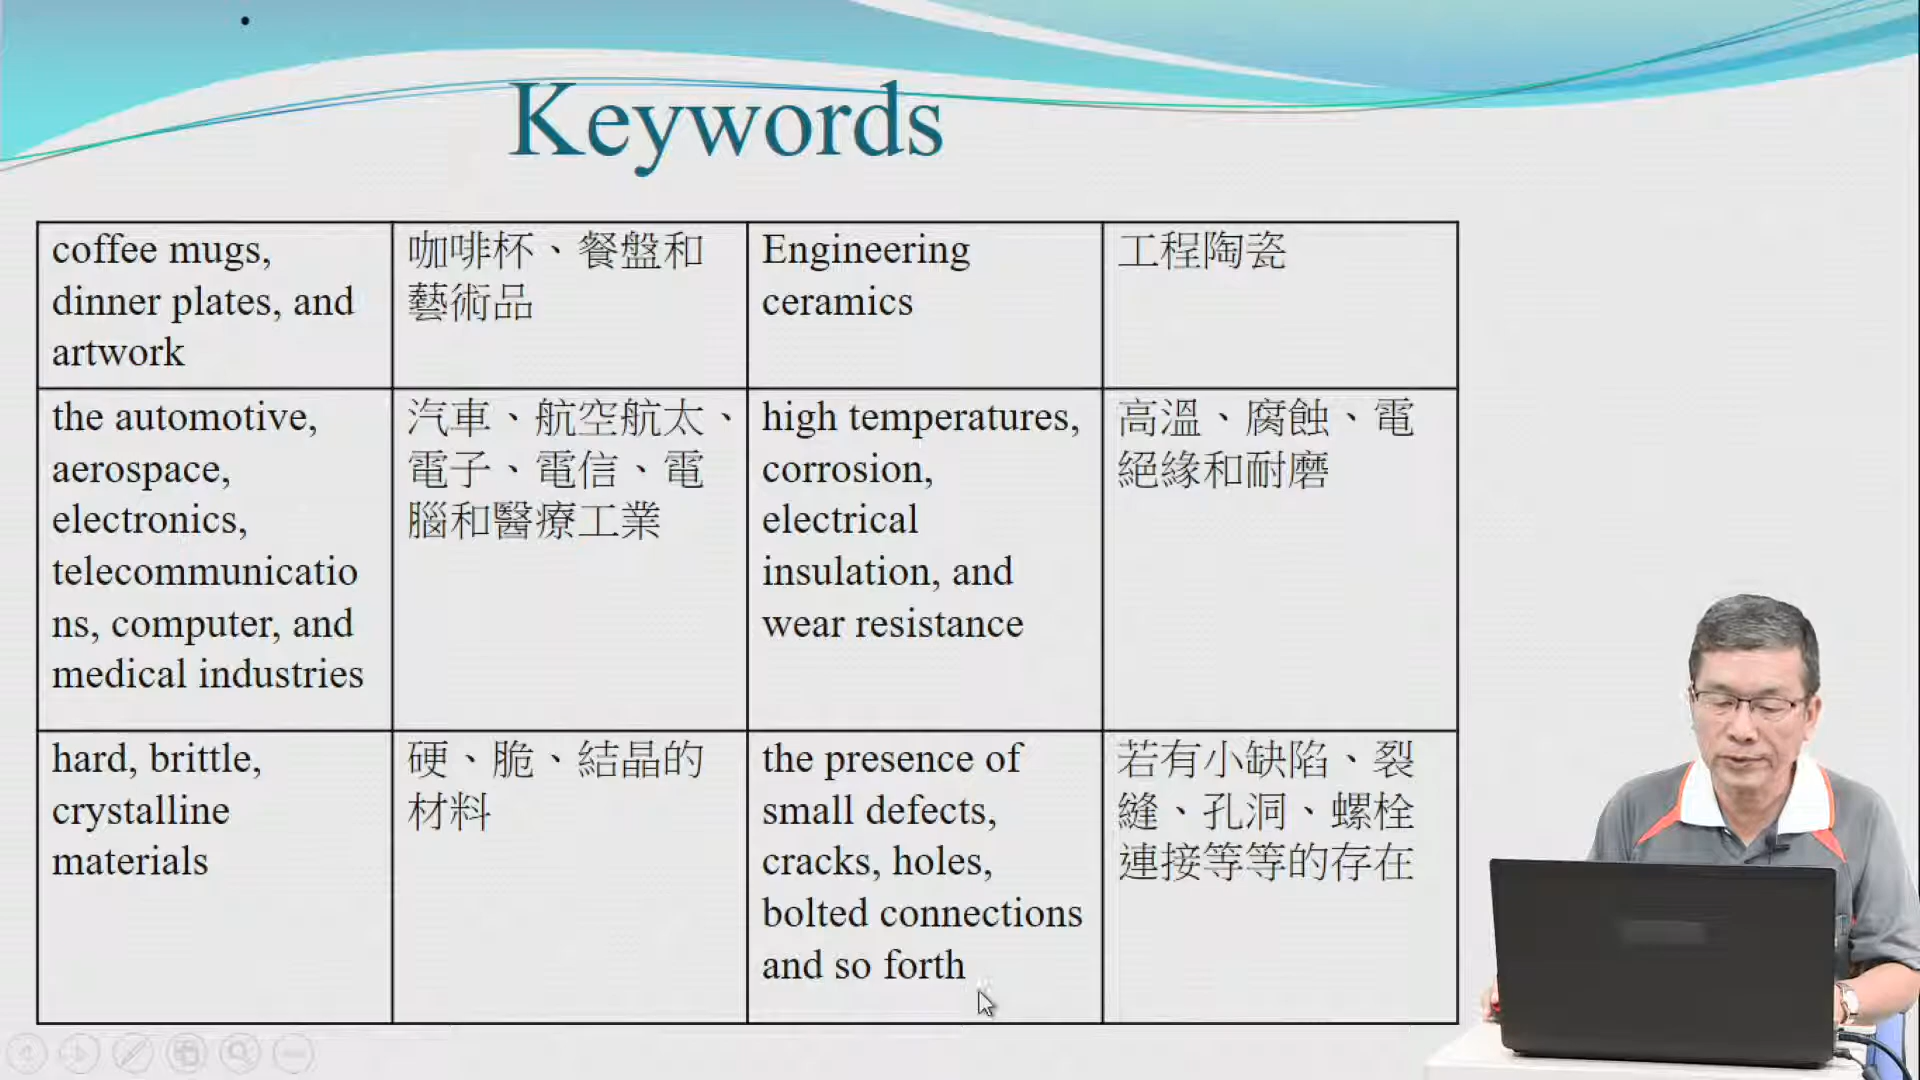 Keywords
coffee mugs,
dinner plates, and
artwork
咖啡杯、餐盤和
藝術品
Engineering
ceramics
工程陶瓷
the automotive,
aerospace,
electronics,
telecommunicatio
ns, computer, and
medical industries
汽車、航空航太、
電子、電信、電
腦和醫療工業
high temperatures,
corrosion,
electrical
insulation, and
wear resistance
高溫、腐蝕、電
絕緣和耐磨
hard, brittle,
crystalline
materials
硬、脆、結晶的
材料
the presence of
small defects,
cracks, holes,
bolted connections
and so forth
若有小缺陷、裂
縫、孔洞、螺栓
連接等等的存在